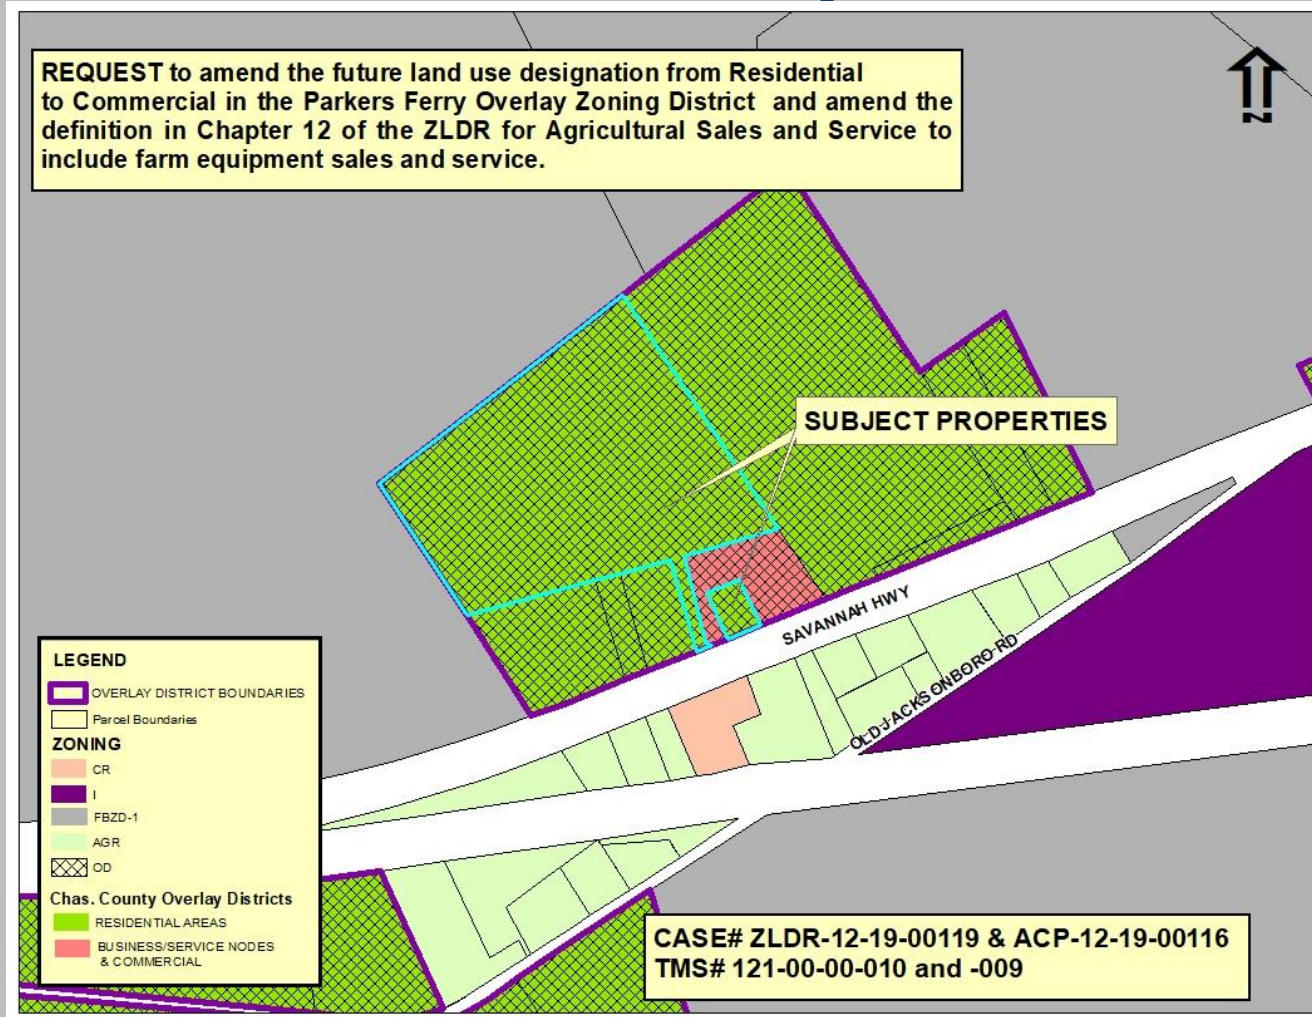 REQUEST to amend the future land use designation from Residential
to Commercial in the Parkers Ferry Overlay Zoning District and amend the
definition in Chapter 12 of the ZLDR for Agricultural Sales and Service to
include farm equipment sales and service.
N
SUBJECT PROPERTIES
SAVANNAH HWY
OLD JACKSONBORO RD
LEGEND
OVERLAY DISTRICT BOUNDARIES
Parcel Boundaries
ZONING
CR
I
FBZD-1
AGR
OD
Chas. County Overlay Districts
RESIDENTIAL AREAS
BUSINESS/SERVICE NODES
& COMMERCIAL
CASE# ZLDR-12-19-00119 & ACP-12-19-00116
TMS# 121-00-00-010 and -009